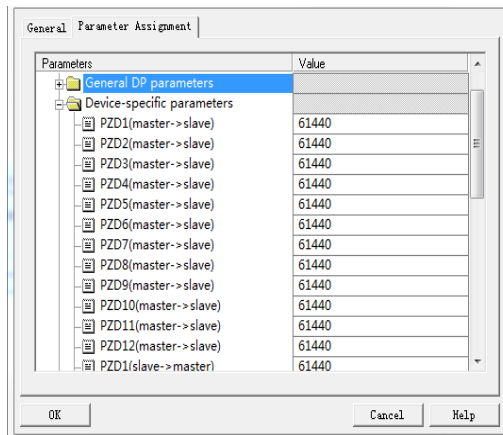 General Parameter Assignment
Parameters Value
General DP parameters
Device-specific parameters
PZD1(master->slave) 61440
PZD2(master->slave) 61440
PZD3(master->slave) 61440
PZD4(master->slave) 61440
PZD5(master->slave) 61440
PZD6(master->slave) 61440
PZD7(master->slave) 61440
PZD8(master->slave) 61440
PZD9(master->slave) 61440
PZD10(master->slave) 61440
PZD11(master->slave) 61440
PZD12(master->slave) 61440
PZD1(slave->master) 61440
OK Cancel Help